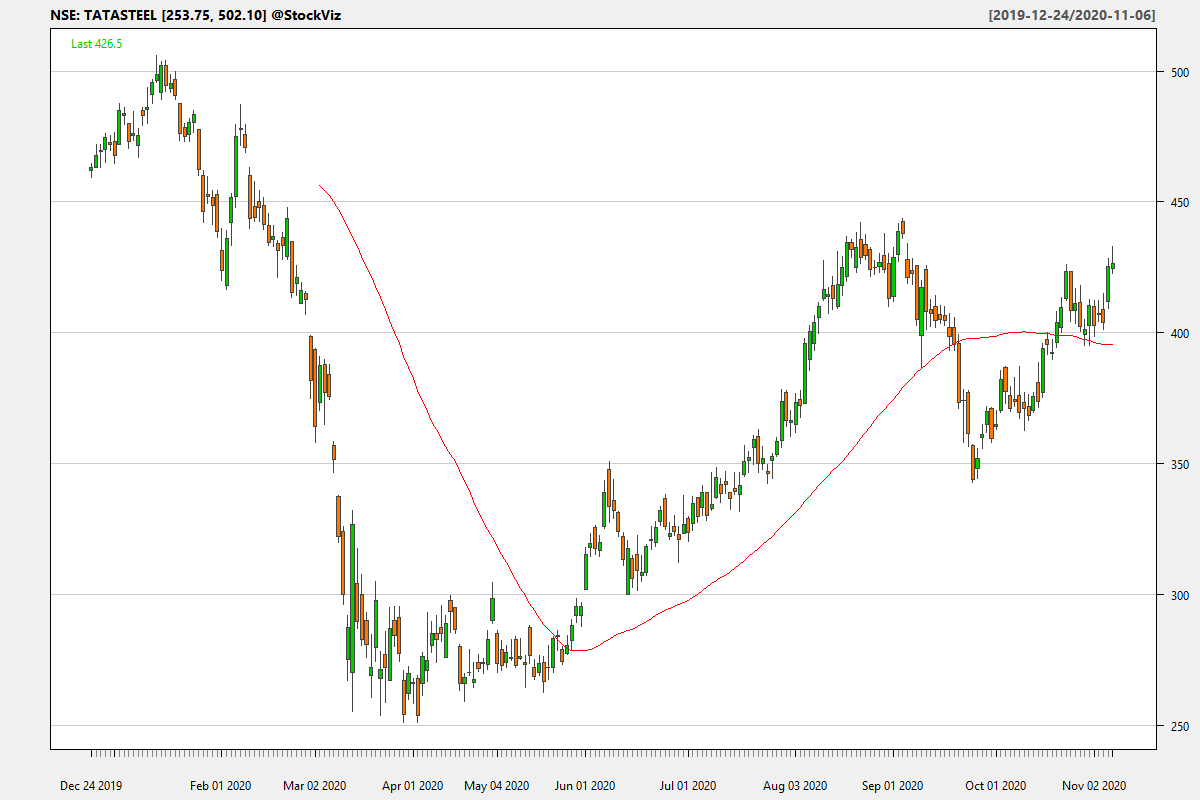 NSE: TATASTEEL [253.75, 502.10] @StockViz
[2019-12-24/2020-11-06]
Last 426.5
500
450
400
350
300
250
Dec 24 2019
Feb 01 2020
Mar 02 2020
Apr 01 2020
May 04 2020
Jun 01 2020
Jul 01 2020
Aug 03 2020
Sep 01 2020
Oct 01 2020
Nov 02 2020